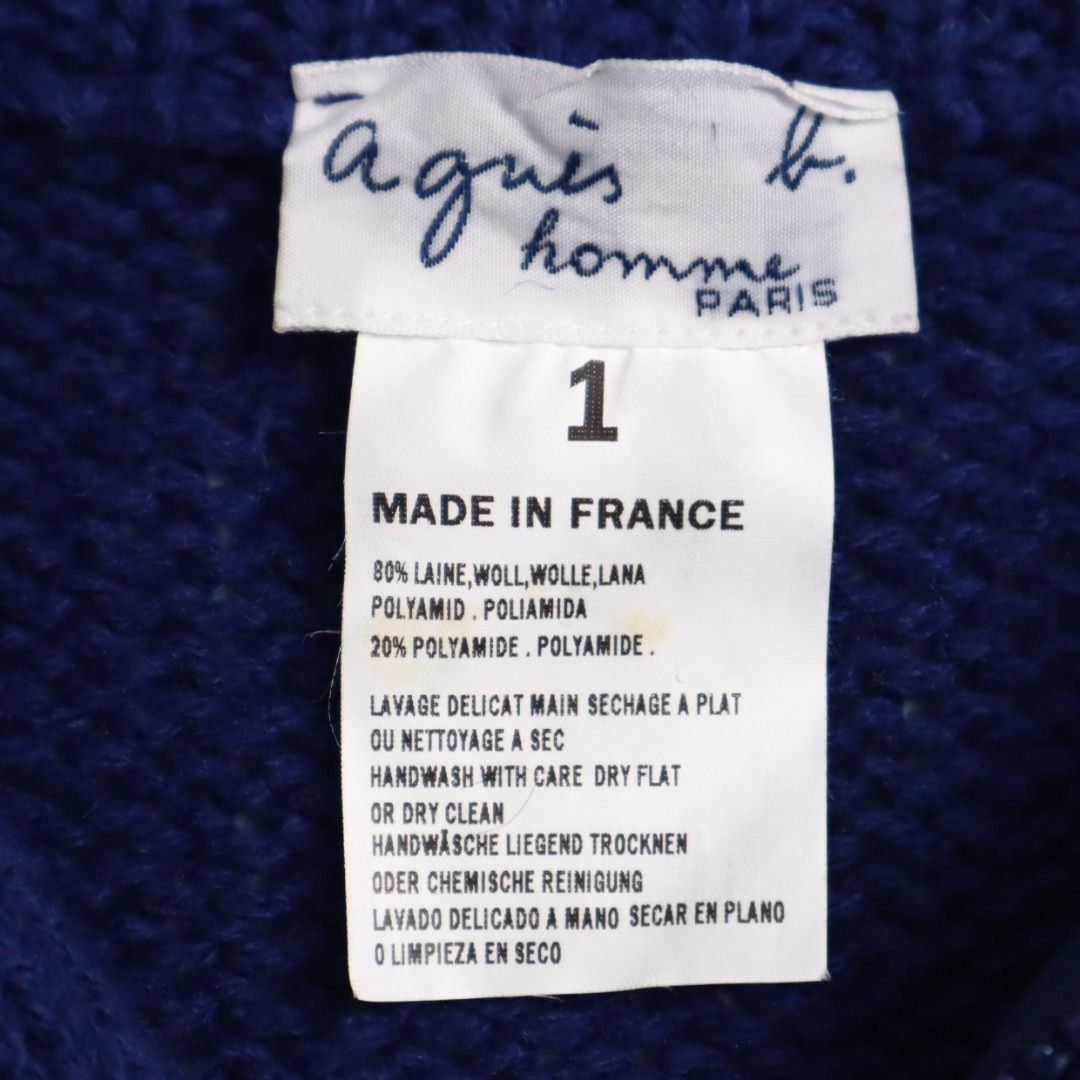 agnès b.
homme
PARIS
1
MADE IN FRANCE
80% LAINE,WOLL,WOLLE,LANA
POLYAMID . POLIAMIDA
20% POLYAMIDE . POLYAMIDE .
LAVAGE DELICAT MAIN SECHAGE A PLAT
OU NETTOYAGE A SEC
HANDWASH WITH CARE DRY FLAT
OR DRY CLEAN
HANDWÄSCHE LIEGEND TROCKNEN
ODER CHEMISCHE REINIGUNG
LAVADO DELICADO A MANO SECAR EN PLANO
O LIMPIEZA EN SECO